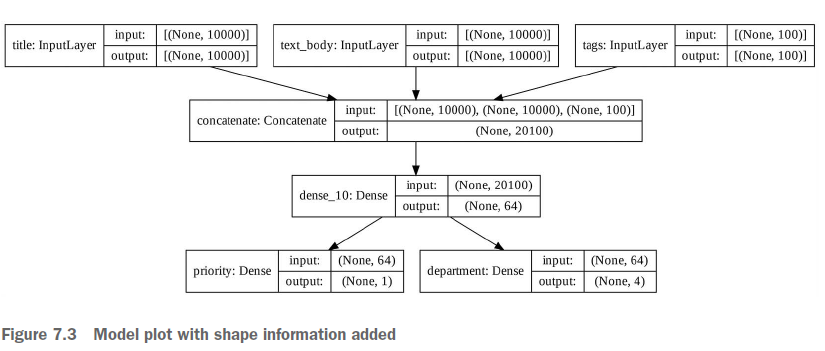 title: InputLayer input: [(None, 10000)] output: [(None, 10000)]
text_body: InputLayer input: [(None, 10000)] output: [(None, 10000)]
tags: InputLayer input: [(None, 100)] output: [(None, 100)]
concatenate: Concatenate input: [(None, 10000), (None, 10000), (None, 100)] output: (None, 20100)
dense_10: Dense input: (None, 20100) output: (None, 64)
priority: Dense input: (None, 64) output: (None, 1)
department: Dense input: (None, 64) output: (None, 4)
Figure 7.3 Model plot with shape information added